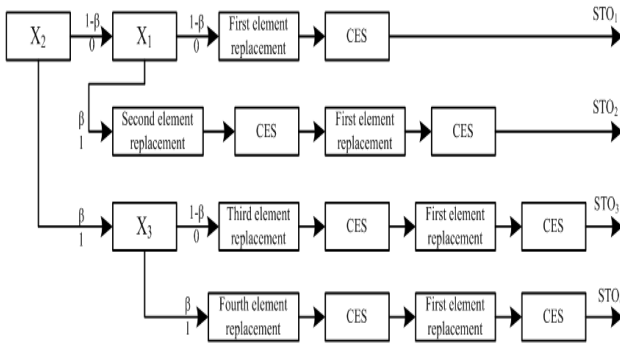 X₂
1-β
0
X₁
1-β
0
First element
replacement
CES
STO₁
β
1
Second element
replacement
CES
First element
replacement
CES
STO₂
β
1
X₃
1-β
0
Third element
replacement
CES
First element
replacement
CES
STO₃
β
1
Fourth element
replacement
CES
First element
replacement
CES
STO